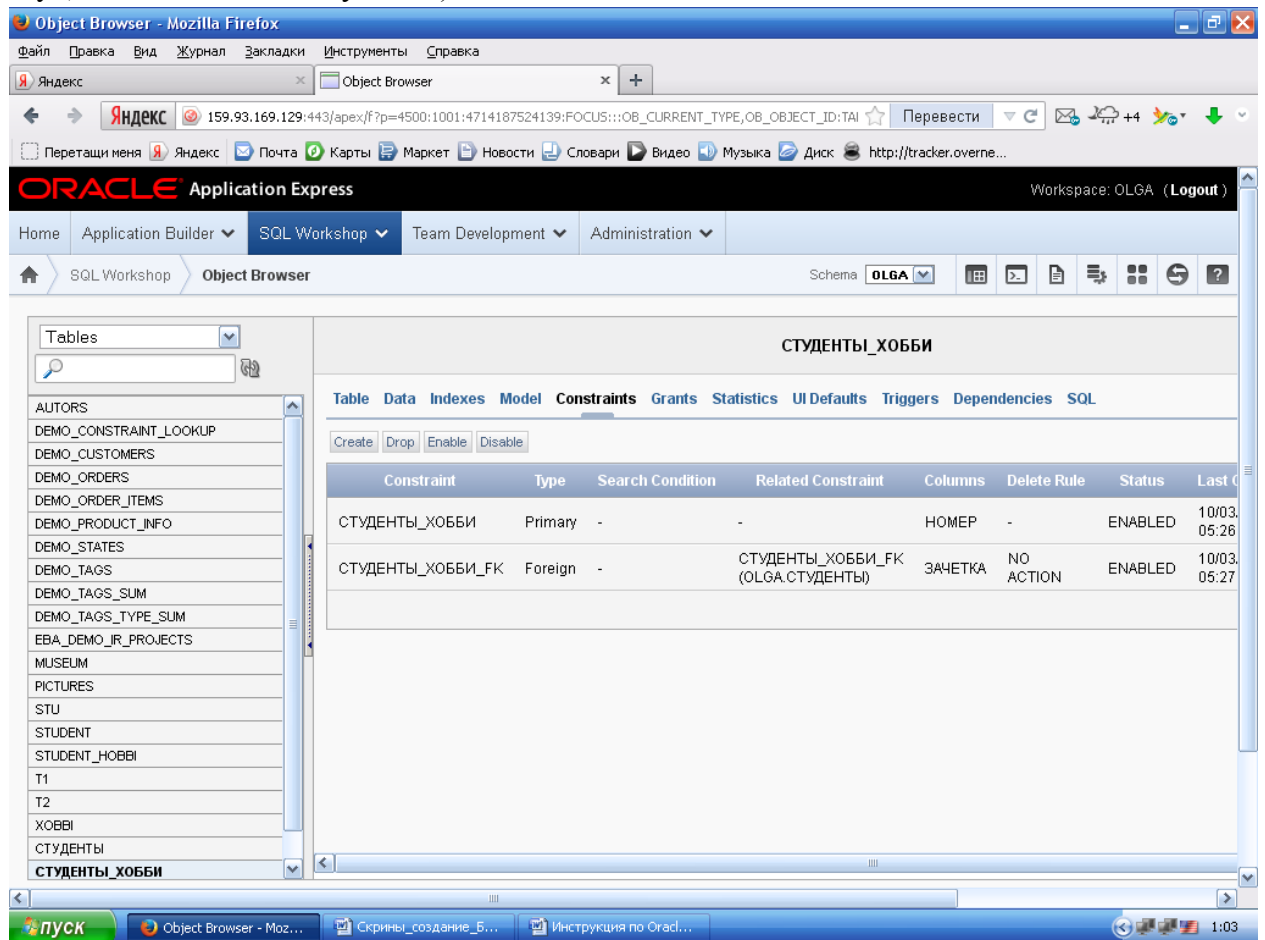 Object Browser - Mozilla Firefox
Файл Правка Вид Журнал Закладки Инструменты Справка
Яндекс Object Browser
Яндекс 159.93.169.129:443/apex/f?p=4500:1001:4714187524139:FOCUS:::OB_CURRENT_TYPE,OB_OBJECT_ID:TAI Перевести +4
Перетащи меня Яндекс Почта Карты Маркет Новости Словари Видео Музыка Диск http://tracker.overne...
ORACLE Application Express Workspace: OLGA (Logout)
Home Application Builder SQL Workshop Team Development Administration
SQL Workshop Object Browser Schema OLGA
Tables
СТУДЕНТЫ_ХОББИ
Table Data Indexes Model Constraints Grants Statistics UI Defaults Triggers Dependencies SQL
Create Drop Enable Disable
Constraint Type Search Condition Related Constraint Columns Delete Rule Status Last
СТУДЕНТЫ_ХОББИ Primary - - НОМЕР - ENABLED 10/03. 05:26
СТУДЕНТЫ_ХОББИ_FK Foreign - СТУДЕНТЫ_ХОББИ_FK (OLGA.СТУДЕНТЫ) ЗАЧЕТКА NO ACTION ENABLED 10/03. 05:27
AUTORS
DEMO_CONSTRAINT_LOOKUP
DEMO_CUSTOMERS
DEMO_ORDERS
DEMO_ORDER_ITEMS
DEMO_PRODUCT_INFO
DEMO_STATES
DEMO_TAGS
DEMO_TAGS_SUM
DEMO_TAGS_TYPE_SUM
EBA_DEMO_IR_PROJECTS
MUSEUM
PICTURES
STU
STUDENT
STUDENT_HOBBI
T1
T2
XOBBI
СТУДЕНТЫ
СТУДЕНТЫ_ХОББИ
пуск Object Browser - Moz... Скрины_создание_Б... Инструкция по Oracl... 1:03